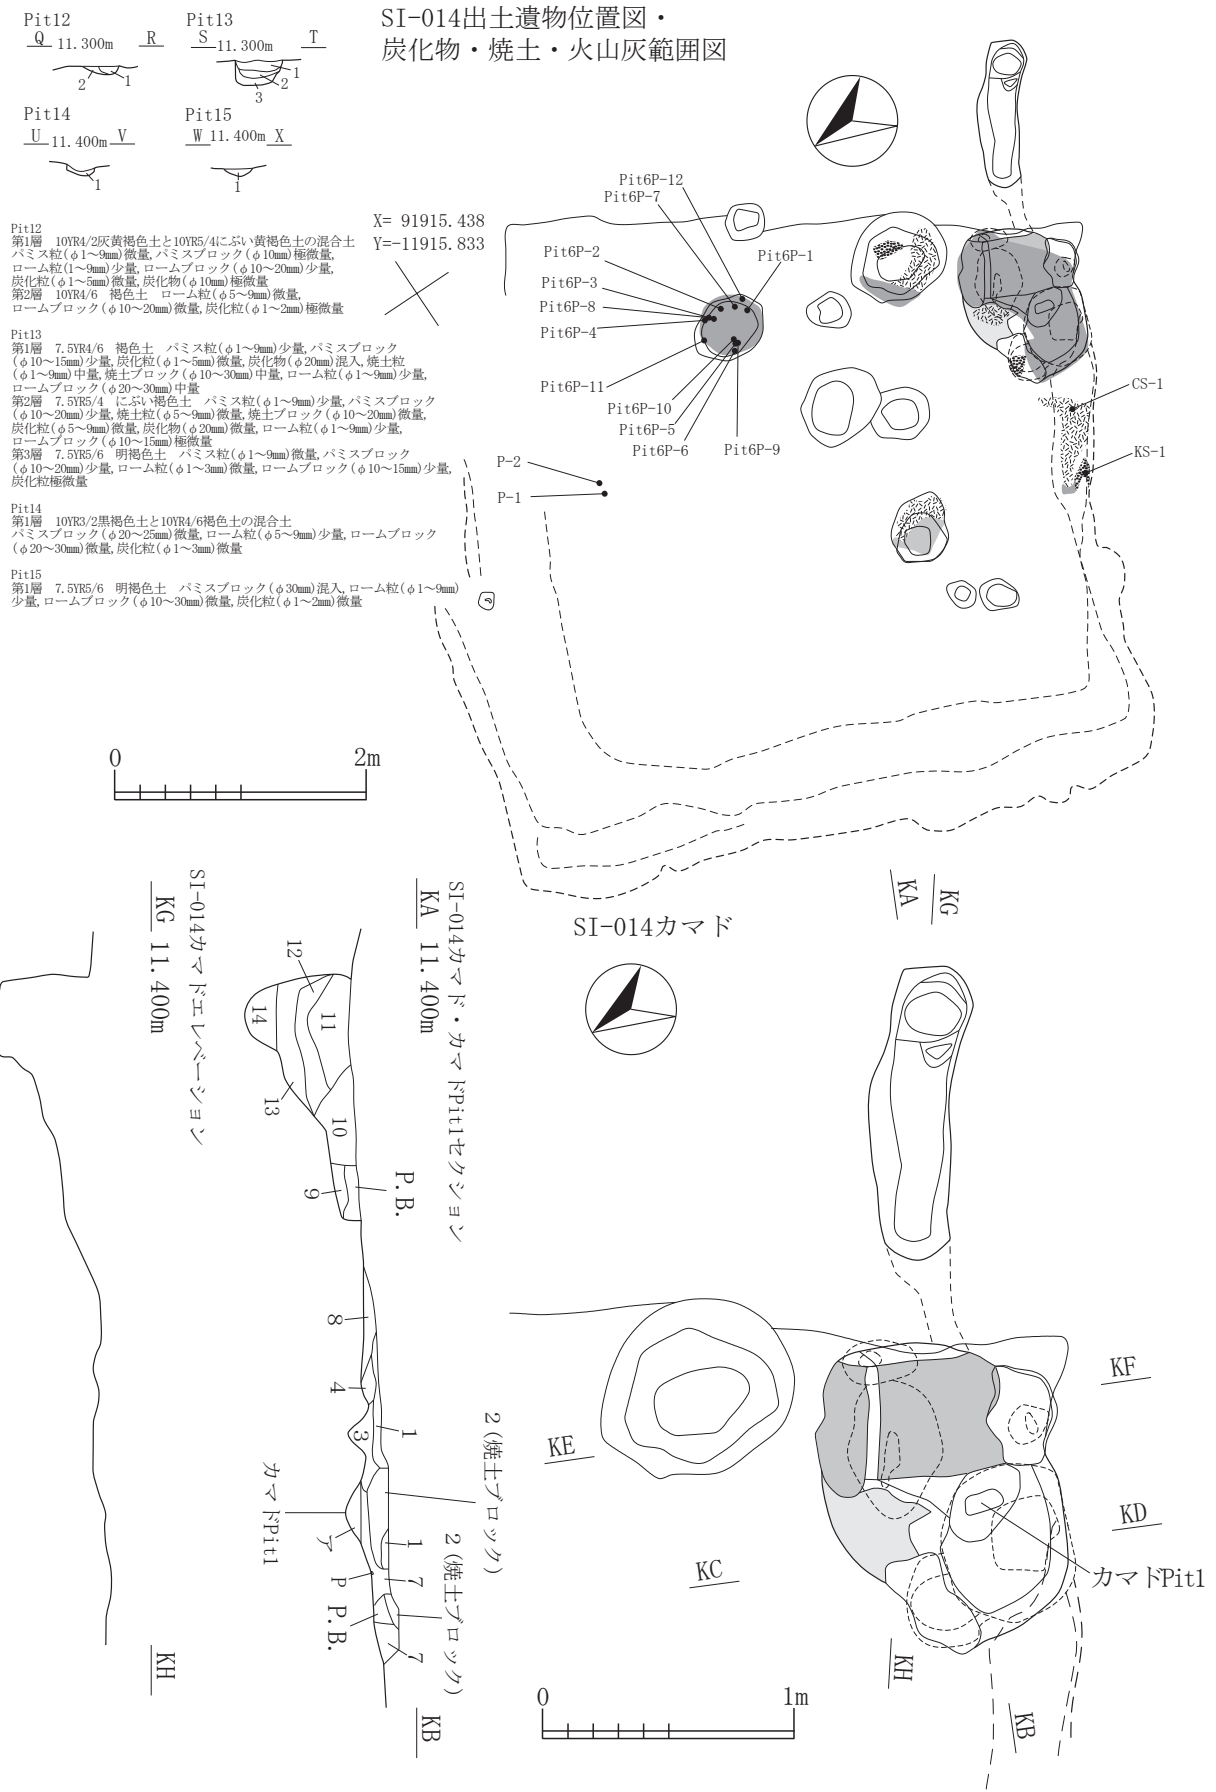 Pit12
Q 11.300m R
2
1
Pit13
S 11.300m T
1
2
3
Pit14
U 11.400m V
1
Pit15
W 11.400m X
1
SI-014出土遺物位置図・
炭化物・焼土・火山灰範囲図
X= 91915.438
Y=-11915.833
Pit12
第1層 10YR4/2灰黄褐色土と10YR5/4にぶい黄褐色土の混合土
パミス粒(φ1～9㎜)微量,パミスブロック(φ10㎜)極微量,
ローム粒(1～9㎜)少量,ロームブロック(φ10～20㎜)少量,
炭化粒(φ1～5㎜)微量,炭化物(φ10㎜)極微量
第2層 10YR4/6 褐色土 ローム粒(φ5～9㎜)微量,
ロームブロック(φ10～20㎜)微量,炭化粒(φ1～2㎜)極微量
Pit13
第1層 7.5YR4/6 褐色土 パミス粒(φ1～9㎜)少量,パミスブロック
(φ10～15㎜)少量,炭化粒(φ1～5㎜)微量,炭化物(φ20㎜)混入,焼土粒
(φ1～9㎜)中量,焼土ブロック(φ10～30㎜)中量,ローム粒(φ1～9㎜)少量,
ロームブロック(φ20～30㎜)中量
第2層 7.5YR5/4 にぶい褐色土 パミス粒(φ1～9㎜)少量,パミスブロック
(φ10～20㎜)少量,焼土粒(φ5～9㎜)微量,焼土ブロック(φ10～20㎜)微量,
炭化粒(φ5～9㎜)微量,炭化物(φ20㎜)微量,ローム粒(φ1～9㎜)少量,
ロームブロック(φ10～15㎜)極微量
第3層 7.5YR5/6 明褐色土 パミス粒(φ1～9㎜)微量,パミスブロック
(φ10～20㎜)少量,ローム粒(φ1～3㎜)微量,ロームブロック(φ10～15㎜)少量,
炭化粒極微量
Pit14
第1層 10YR3/2黒褐色土と10YR4/6褐色土の混合土
パミスブロック(φ20～25㎜)微量,ローム粒(φ5～9㎜)少量,ロームブロック
(φ20～30㎜)微量,炭化粒(φ1～3㎜)微量
Pit15
第1層 7.5YR5/6 明褐色土 パミスブロック(φ30㎜)混入,ローム粒(φ1～9㎜)
少量,ロームブロック(φ10～30㎜)微量,炭化粒(φ1～2㎜)微量
Pit6P-12
Pit6P-7
Pit6P-2
Pit6P-1
Pit6P-3
Pit6P-8
Pit6P-4
Pit6P-11
Pit6P-10
Pit6P-5
Pit6P-6
Pit6P-9
P-2
P-1
CS-1
KS-1
0
2m
SI-014カマドエレベーション
KG 11.400m
KH
SI-014カマド・カマドPit1セクション
KA 11.400m
12
11
14
13
10
9
P.B.
8
4
3
1
2(焼土ブロック)
カマドPit1
ア
1
P
7
2(焼土ブロック)
P.B.
7
KB
SI-014カマド
KA
KG
KF
KE
KD
KC
カマドPit1
KH
KB
0
1m